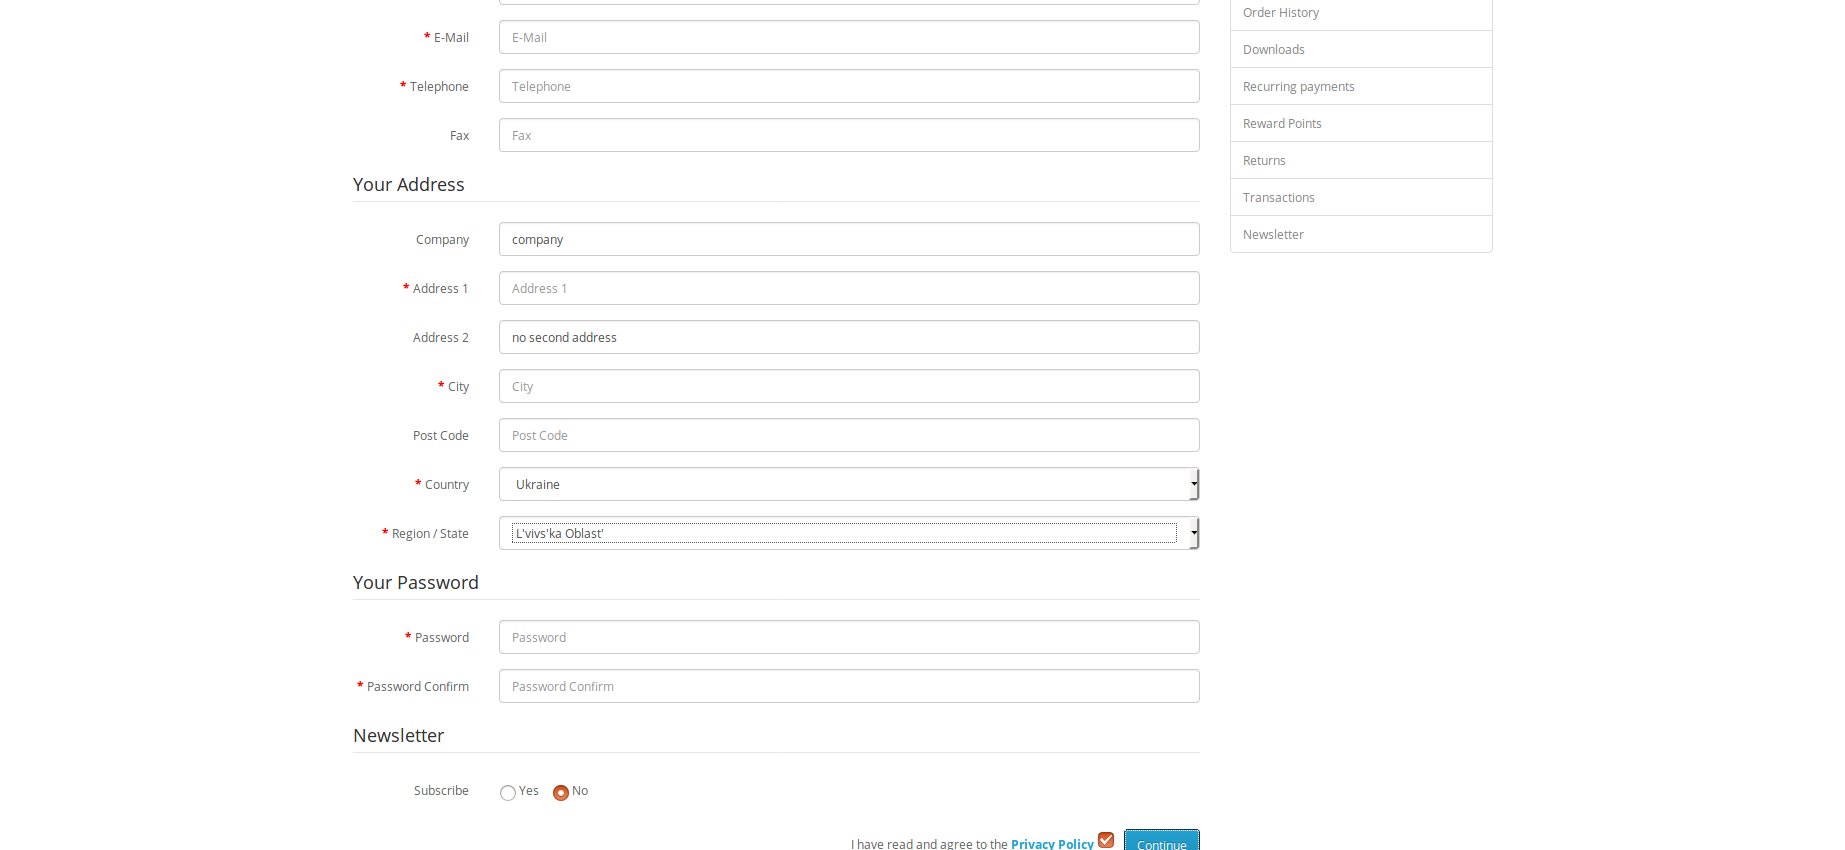 * E-Mail E-Mail
* Telephone Telephone
Fax Fax
Your Address
Company company
* Address 1 Address 1
Address 2 no second address
* City City
Post Code Post Code
* Country Ukraine
* Region / State L'vivs'ka Oblast'
Your Password
* Password Password
* Password Confirm Password Confirm
Newsletter
Subscribe Yes No
I have read and agree to the Privacy Policy Continue
Order History
Downloads
Recurring payments
Reward Points
Returns
Transactions
Newsletter